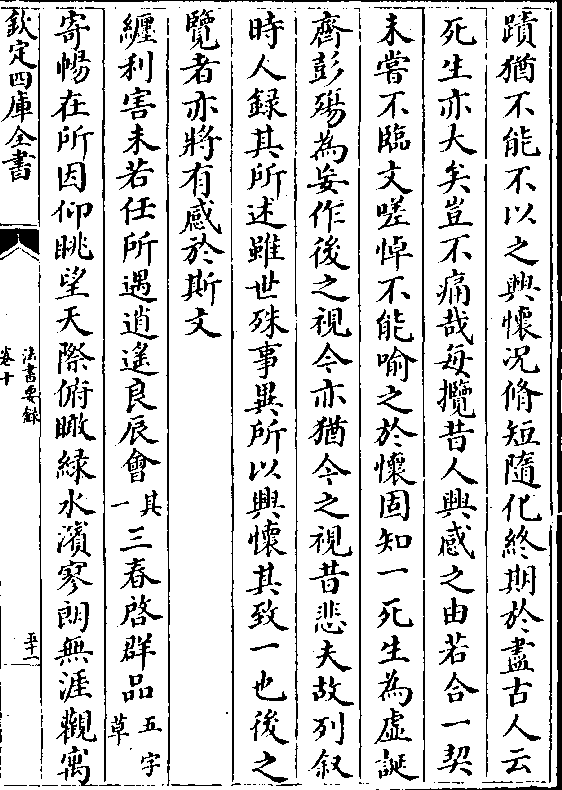 蹟猶不能不以之興懷况脩短隨化終期於盡古人云
死生亦大矣豈不痛哉每攬昔人興感之由若合一契
未嘗不臨文嗟悼不能喻之於懷固知一死生為虛誕
齊彭殤為妄作後之視今亦猶今之視昔悲夫故列叙
時人録其所述雖世殊事異所以興懷其致一也後之
覽者亦將有感於斯文
纒利害未若任所遇逍遙良辰會其一三春啓群品五字草
寄暢在所因仰眺望天際俯瞰緑水濵寥朗無涯觀寓
欽定四庫全書
法書要録
卷十
五十一